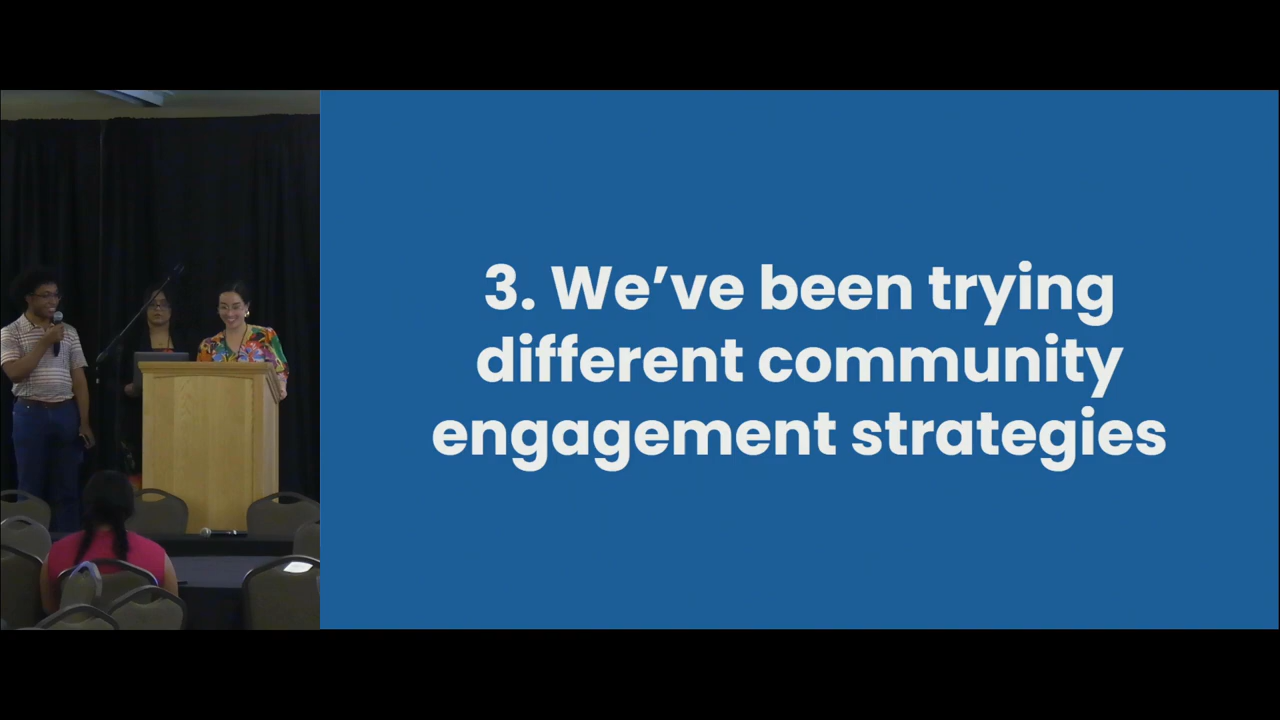 3. We’ve been trying
different community
engagement strategies